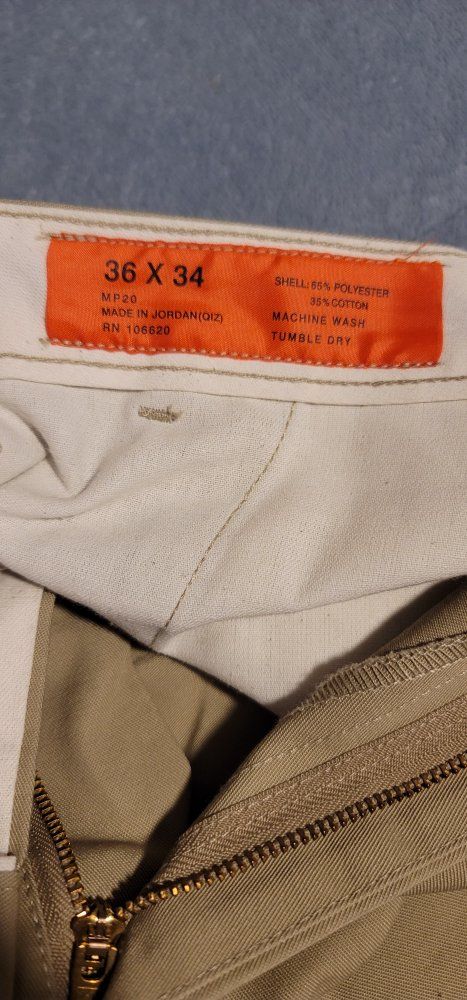 36 X 34
MP20
MADE IN JORDAN(QIZ)
RN 106620
SHELL: 65% POLYESTER
35% COTTON
MACHINE WASH
TUMBLE DRY